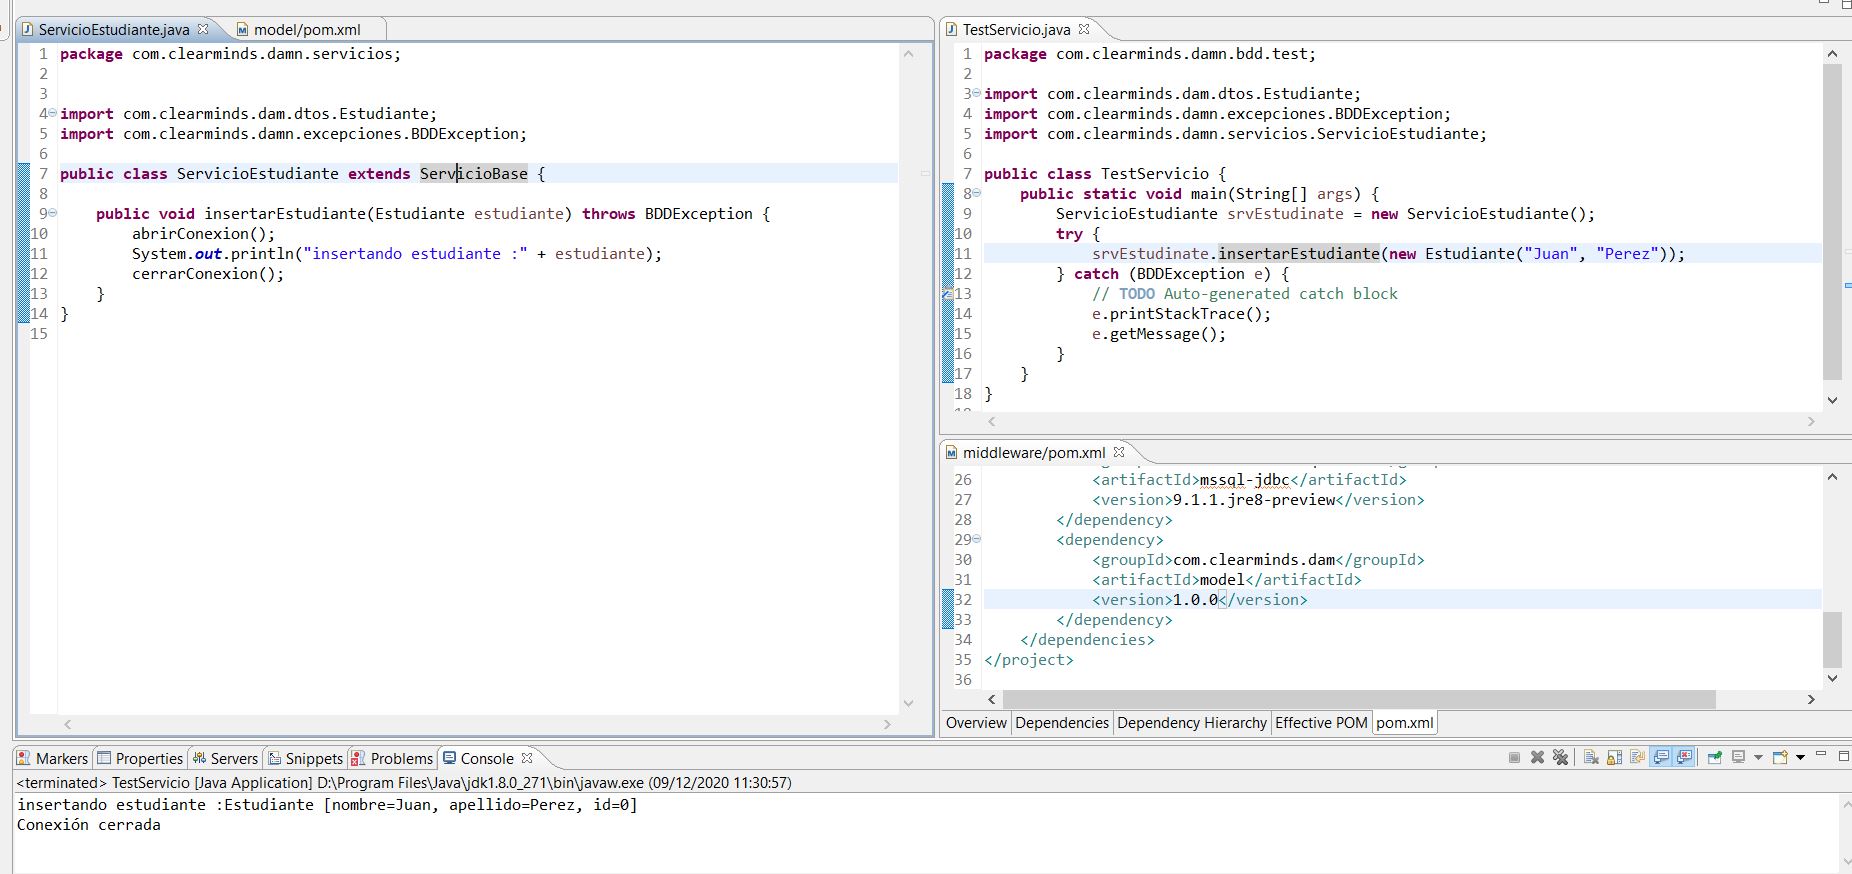 ServicioEstudiante.java
model/pom.xml
1 package com.clearminds.damn.servicios;
2
3
4 import com.clearminds.dam.dtos.Estudiante;
5 import com.clearminds.damn.excepciones.BDDException;
6
7 public class ServicioEstudiante extends ServicioBase {
8
9 public void insertarEstudiante(Estudiante estudiante) throws BDDException {
10 abrirConexion();
11 System.out.println("insertando estudiante :" + estudiante);
12 cerrarConexion();
13 }
14 }
15
TestServicio.java
1 package com.clearminds.damn.bdd.test;
2
3 import com.clearminds.dam.dtos.Estudiante;
4 import com.clearminds.damn.excepciones.BDDException;
5 import com.clearminds.damn.servicios.ServicioEstudiante;
6
7 public class TestServicio {
8 public static void main(String[] args) {
9 ServicioEstudiante srvEstudinate = new ServicioEstudiante();
10 try {
11 srvEstudinate.insertarEstudiante(new Estudiante("Juan", "Perez"));
12 } catch (BDDException e) {
13 // TODO Auto-generated catch block
14 e.printStackTrace();
15 e.getMessage();
16 }
17 }
18 }
middleware/pom.xml
26 <artifactId>mssql-jdbc</artifactId>
27 <version>9.1.1.jre8-preview</version>
28 </dependency>
29 <dependency>
30 <groupId>com.clearminds.dam</groupId>
31 <artifactId>model</artifactId>
32 <version>1.0.0</version>
33 </dependency>
34 </dependencies>
35 </project>
36
Overview Dependencies Dependency Hierarchy Effective POM pom.xml
Markers Properties Servers Snippets Problems Console
<terminated> TestServicio [Java Application] D:\Program Files\Java\jdk1.8.0_271\bin\javaw.exe (09/12/2020 11:30:57)
insertando estudiante :Estudiante [nombre=Juan, apellido=Perez, id=0]
Conexión cerrada